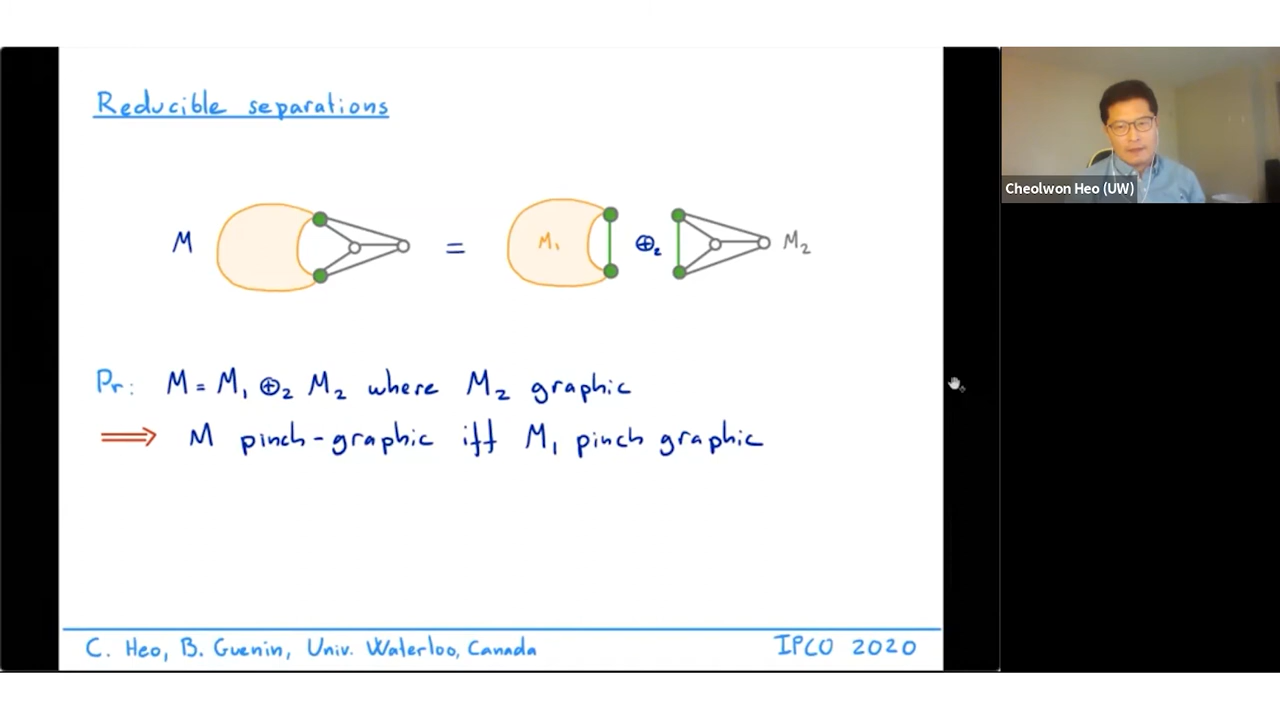 Reducible separations
M = M₁ ⊕₂ M₂
Pr: M = M₁ ⊕₂ M₂ where M₂ graphic
⟹ M pinch-graphic iff M₁ pinch graphic
C. Heo, B. Guenin, Univ. Waterloo, Canada IPCO 2020
Cheolwon Heo (UW)